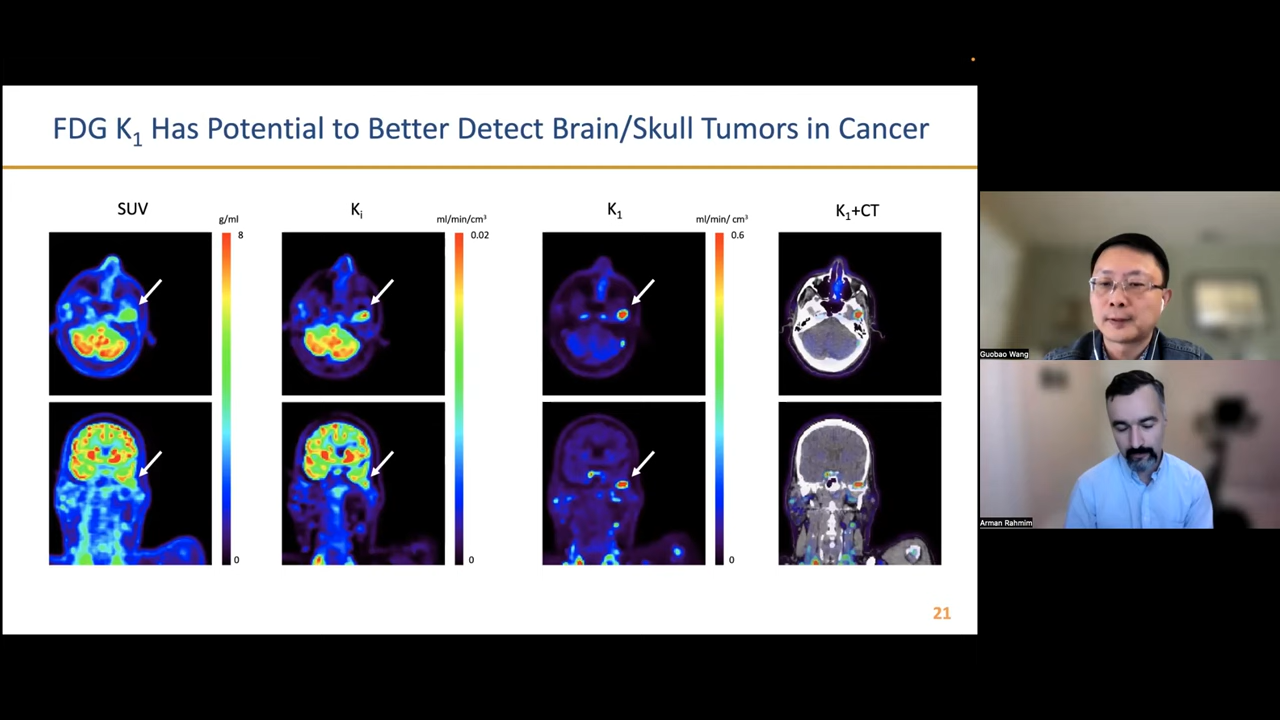 FDG K₁ Has Potential to Better Detect Brain/Skull Tumors in Cancer
SUV
g/ml
8
0
Kᵢ
ml/min/cm³
0.02
0
K₁
ml/min/ cm³
0.6
0
K₁+CT
21
Guobao Wang
Arman Rahmim